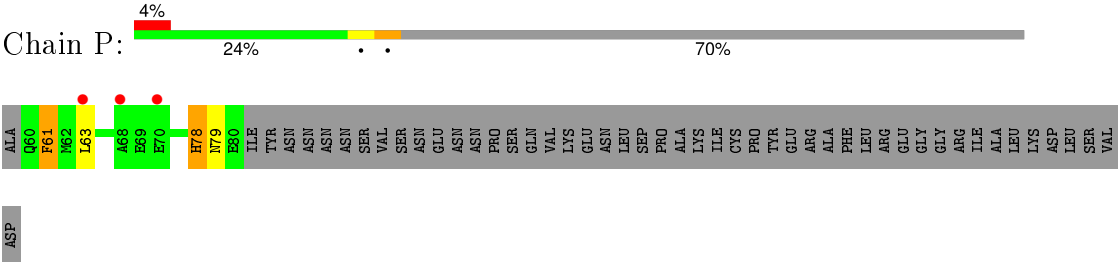 4%
Chain P:
24% • • 70%
ALA Q60 F61 M62 L63 A68 E69 E70 H78 N79 E80 ILE TYR ASN ASN ASN ASN SER VAL SER ASN GLU ASN ASN PRO SER GLN VAL LYS GLU ASN LEU SER PRO PRO ALA LYS ILE CYS PRO TYR GLU ARG ALA PHE LEU ARG GLU GLY GLY ARG ILE ALA LEU LYS ASP LEU SER VAL
ASP